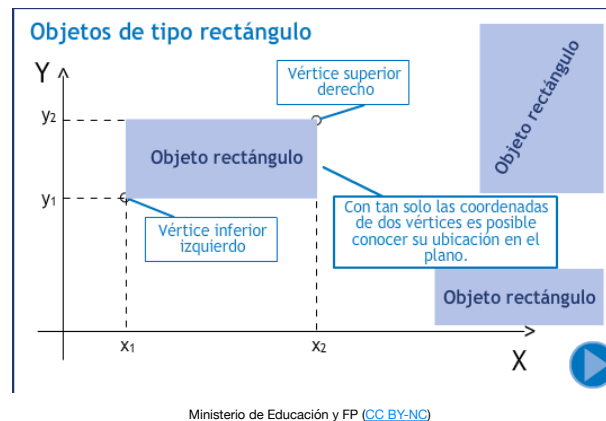 Objetos de tipo rectángulo
Y
Vértice superior
derecho
Objeto rectángulo
y2
Objeto rectángulo
y1
Vértice inferior
izquierdo
Con tan solo las coordenadas
de dos vértices es posible
conocer su ubicación en el
plano.
Objeto rectángulo
x1
x2
X
Ministerio de Educación y FP (CC BY-NC)